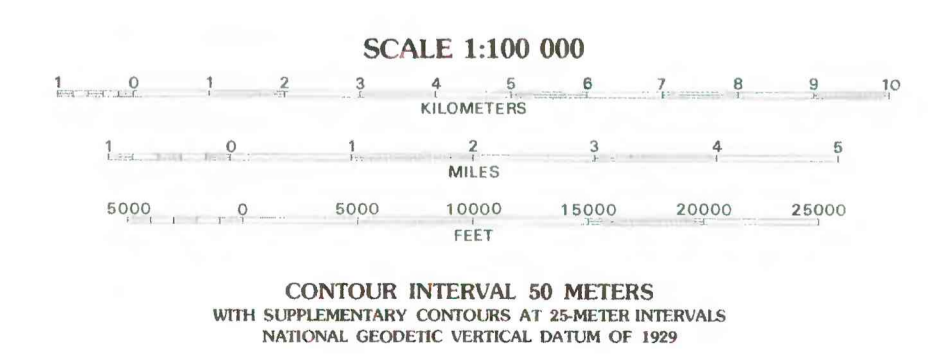 SCALE 1:100 000
1 0 1 2 3 4 5 6 7 8 9 10
KILOMETERS
1 0 1 2 3 4 5
MILES
5000 0 5000 10000 15000 20000 25000
FEET
CONTOUR INTERVAL 50 METERS
WITH SUPPLEMENTARY CONTOURS AT 25-METER INTERVALS
NATIONAL GEODETIC VERTICAL DATUM OF 1929